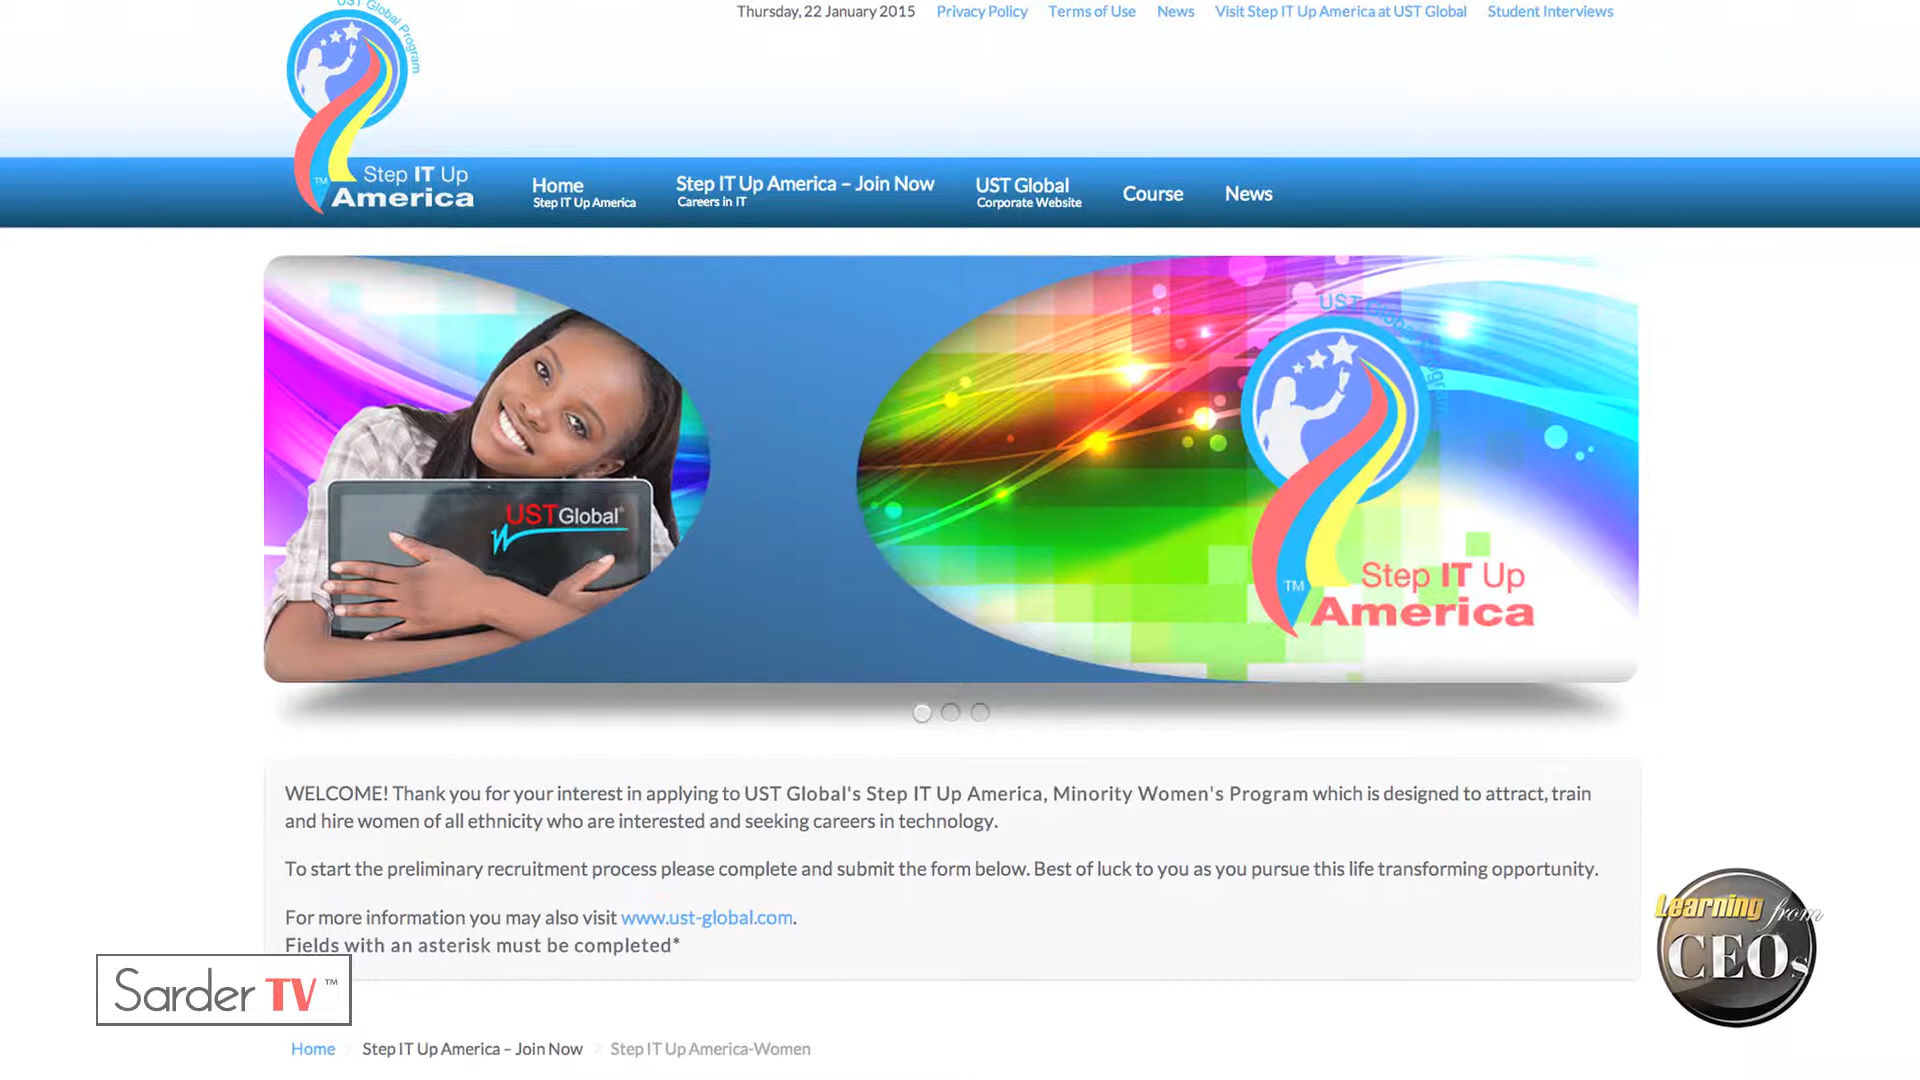 UST Global Program
Thursday, 22 January 2015 Privacy Policy Terms of Use News Visit Step IT Up America at UST Global Student Interviews
TM Step IT Up
America
Home
Step IT Up America
Step IT Up America – Join Now
Careers in IT
UST Global
Corporate Website
Course
News
USTGlobal®
UST Global Program
TM
Step IT Up
America
WELCOME! Thank you for your interest in applying to UST Global's Step IT Up America, Minority Women's Program which is designed to attract, train
and hire women of all ethnicity who are interested and seeking careers in technology.
To start the preliminary recruitment process please complete and submit the form below. Best of luck to you as you pursue this life transforming opportunity.
For more information you may also visit www.ust-global.com.
Fields with an asterisk must be completed*
Learning from
CEOs
Sarder TV ™
Home Step IT Up America – Join Now Step IT Up America-Women